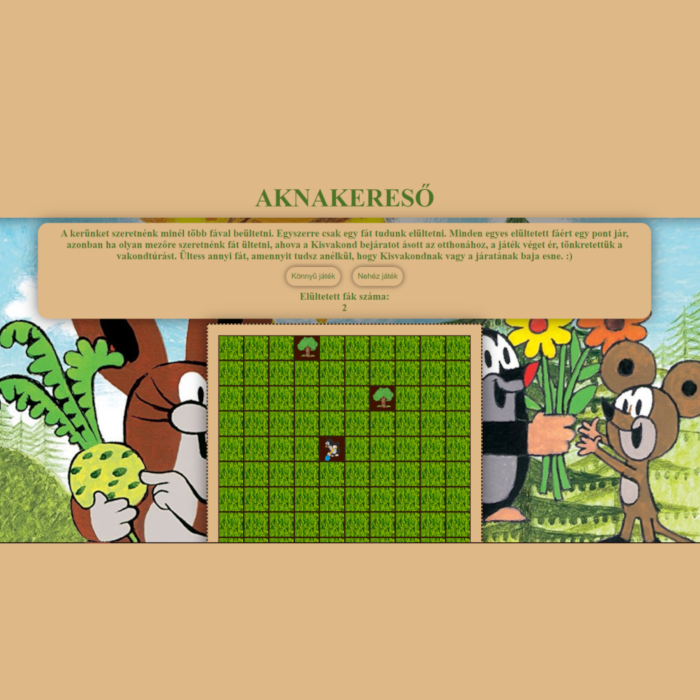 AKNAKERESŐ
A kertünket szeretnénk minél több fával beültetni. Egyszerre csak egy fát tudunk elültetni. Minden egyes elültetett fáért egy pont jár,
azonban ha olyan mezőre szeretnénk fát ültetni, ahova a Kisvakond bejáratot ásott az otthonához, a játék véget ér, tönkretettük a
vakondtúrást. Ültess annyi fát, amennyit tudsz anélkül, hogy Kisvakondnak vagy a járatának baja esne. :)
Könnyű játék
Nehéz játék
Elültetett fák száma:
2